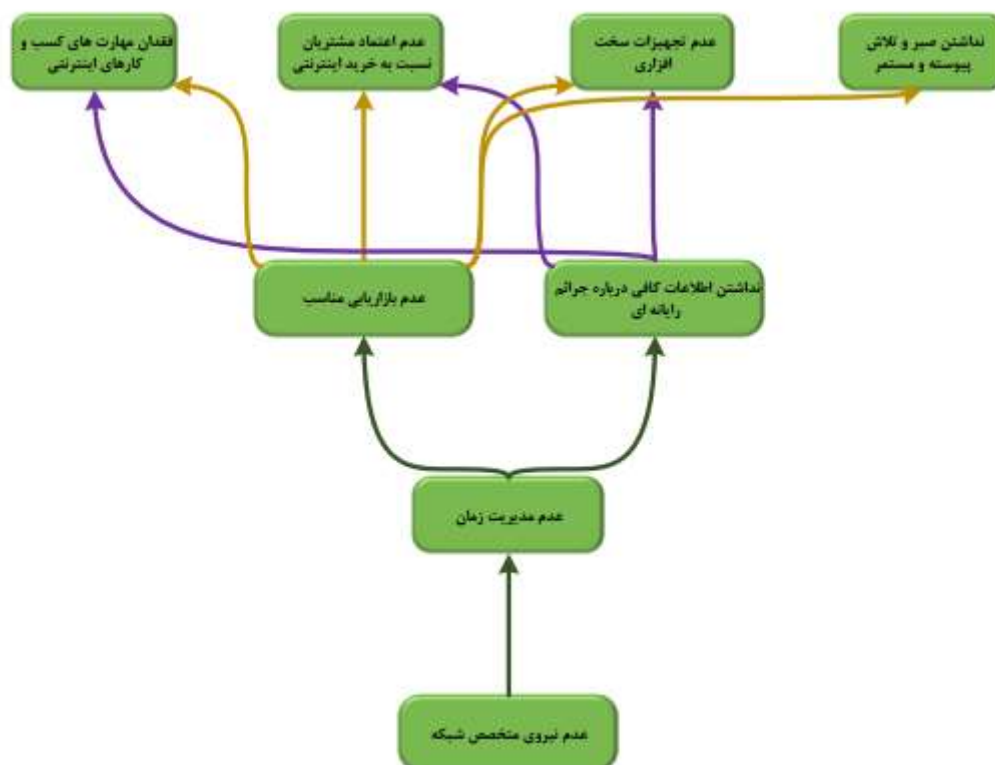 نداشتن صبر و تلاش
پیوسته و مستمر
عدم تجهیزات سخت
افزاری
عدم اعتماد مشتریان
نسبت به خرید اینترنتی
فقدان مهارت های کسب و
کارهای اینترنتی
نداشتن اطلاعات کافی درباره جرائم
رایانه ای
عدم بازاریابی مناسب
عدم مدیریت زمان
عدم نیروی متخصص شبکه